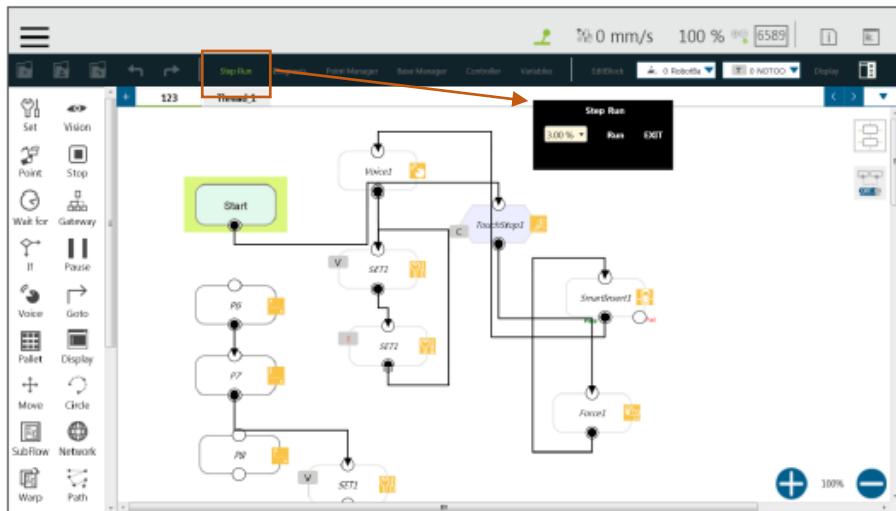 0 mm/s 100 % 6589
Step Run Diagnosis Point Manager Base Manager Controller Variables EditBlock 0 RobotBa 0 NOTOO Display
123 Thread_1
Step Run
3.00 % Run EXIT
Set Vision
Point Stop
Wait for Gateway
If Pause
Voice Goto
Pallet Display
Move Circle
SubFlow Network
Warp Path
Start
Voice1
TouchStop1
C
V
SET2
SmartInsert1
Pass Fail
P6
SET2
P7
Force1
P8
V
SET1
100%